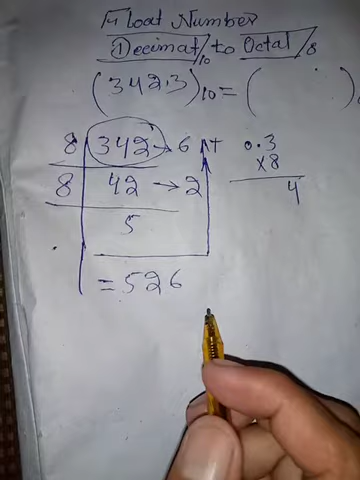 Float Number
① Decimal/10 to Octal/8
(342.3)10 = ( )
8 342 → 6
8 42 → 2
5
= 526
0.3
×8
4